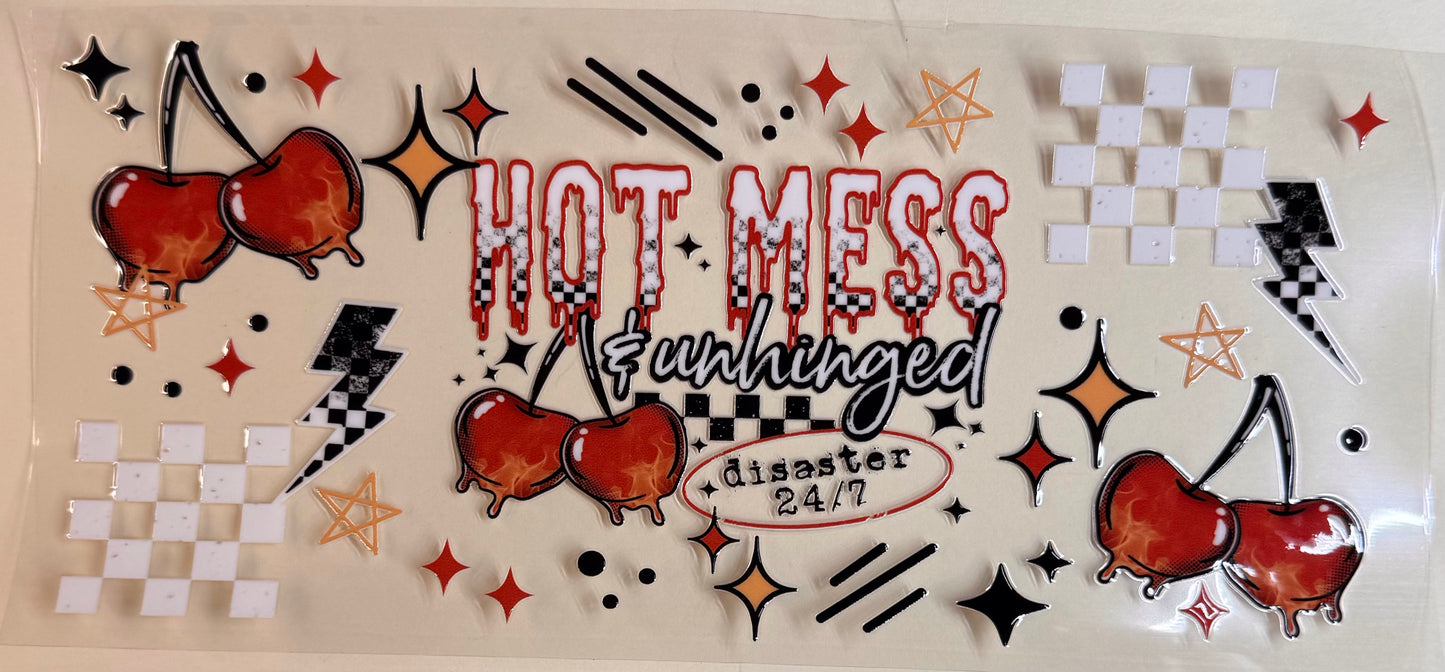 HOT MESS
& unhinged
disaster
24/7